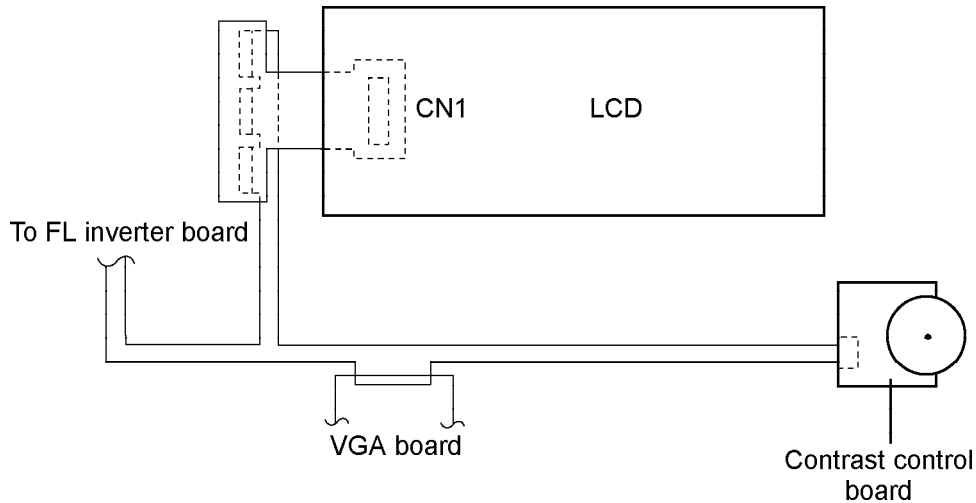 CN1
LCD
To FL inverter board
VGA board
Contrast control
board